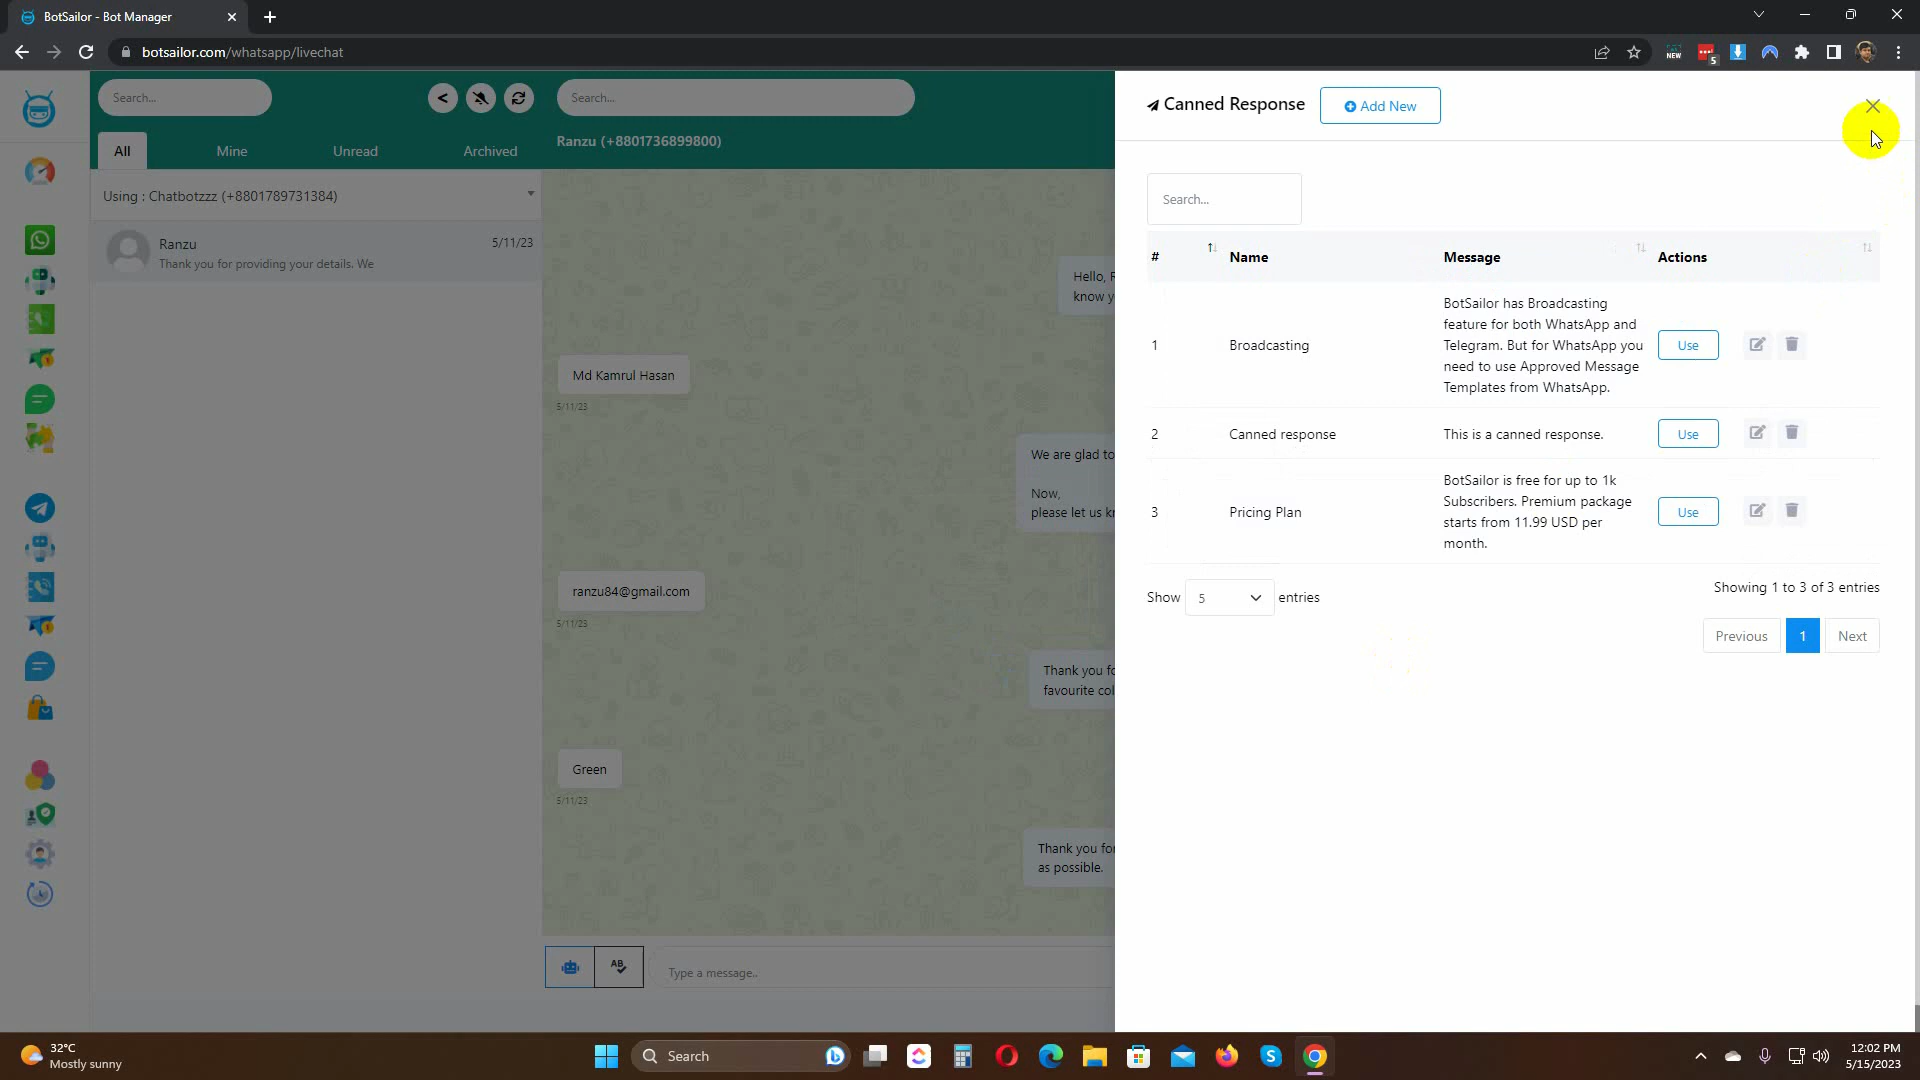 BotSailor - Bot Manager
botsailor.com/whatsapp/livechat
NEW
5
Search...
Search...
Ranzu (+8801736899800)
All
Mine
Unread
Archived
Using : Chatbotzzz (+8801789731384)
Ranzu
5/11/23
Thank you for providing your details. We
Hello, R
know y
Md Kamrul Hasan
5/11/23
We are glad to
Now,
please let us kn
ranzu84@gmail.com
5/11/23
Thank you fo
favourite col
Green
5/11/23
Thank you for
as possible.
AB
Type a message..
Canned Response
Add New
Search...
#
Name
Message
Actions
1
Broadcasting
BotSailor has Broadcasting
feature for both WhatsApp and
Telegram. But for WhatsApp you
need to use Approved Message
Templates from WhatsApp.
Use
2
Canned response
This is a canned response.
Use
3
Pricing Plan
BotSailor is free for up to 1k
Subscribers. Premium package
starts from 11.99 USD per
month.
Use
Show 5 entries
Showing 1 to 3 of 3 entries
Previous
1
Next
32°C
Mostly sunny
Search
12:02 PM
5/15/2023